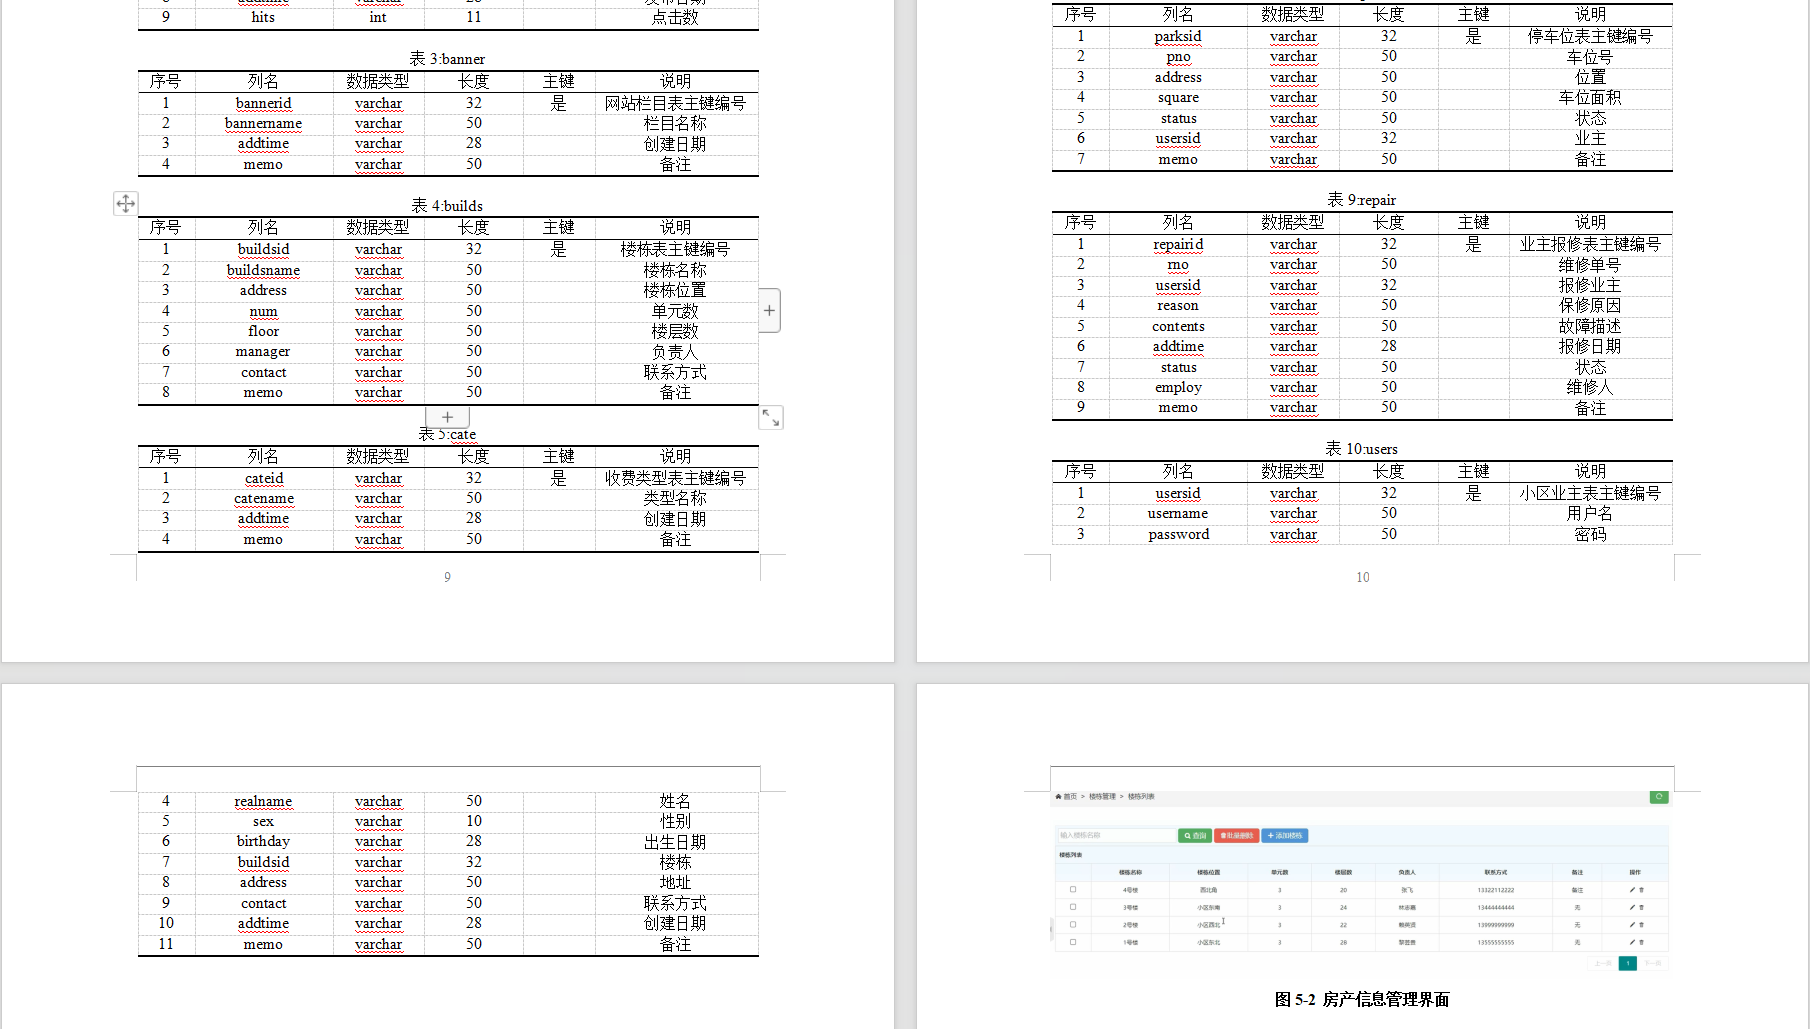 9 hits int 11 点击数
表 3:banner
序号 列名 数据类型 长度 主键 说明
1 bannerid varchar 32 是 网站栏目表主键编号
2 bannername varchar 50 栏目名称
3 addtime varchar 28 创建日期
4 memo varchar 50 备注
表 4:builds
序号 列名 数据类型 长度 主键 说明
1 buildsid varchar 32 是 楼栋表主键编号
2 buildsname varchar 50 楼栋名称
3 address varchar 50 楼栋位置
4 num varchar 50 单元数
5 floor varchar 50 楼层数
6 manager varchar 50 负责人
7 contact varchar 50 联系方式
8 memo varchar 50 备注
表 5:cate
序号 列名 数据类型 长度 主键 说明
1 cateid varchar 32 是 收费类型表主键编号
2 catename varchar 50 类型名称
3 addtime varchar 28 创建日期
4 memo varchar 50 备注
9
序号 列名 数据类型 长度 主键 说明
1 parksid varchar 32 是 停车位表主键编号
2 pno varchar 50 车位号
3 address varchar 50 位置
4 square varchar 50 车位面积
5 status varchar 50 状态
6 usersid varchar 32 业主
7 memo varchar 50 备注
表 9:repair
序号 列名 数据类型 长度 主键 说明
1 repairid varchar 32 是 业主报修表主键编号
2 rno varchar 50 维修单号
3 usersid varchar 32 报修业主
4 reason varchar 50 保修原因
5 contents varchar 50 故障描述
6 addtime varchar 28 报修日期
7 status varchar 50 状态
8 employ varchar 50 维修人
9 memo varchar 50 备注
表 10:users
序号 列名 数据类型 长度 主键 说明
1 usersid varchar 32 是 小区业主表主键编号
2 username varchar 50 用户名
3 password varchar 50 密码
10
4 realname varchar 50 姓名
5 sex varchar 10 性别
6 birthday varchar 28 出生日期
7 buildsid varchar 32 楼栋
8 address varchar 50 地址
9 contact varchar 50 联系方式
10 addtime varchar 28 创建日期
11 memo varchar 50 备注
首页 > 楼栋管理 > 楼栋列表
输入楼栋名称 查询 批量删除 添加楼栋
楼栋列表
楼栋名称 楼栋位置 单元数 楼层数 负责人 联系方式 备注 操作
4号楼 西北角 3 20 张飞 13322112222 备注
3号楼 小区东南 3 24 13444444444 无
2号楼 小区西北 3 22 13999999999 无
1号楼 小区东北 3 28 13555555555 无
上一页 1 下一页
图 5-2 房产信息管理界面